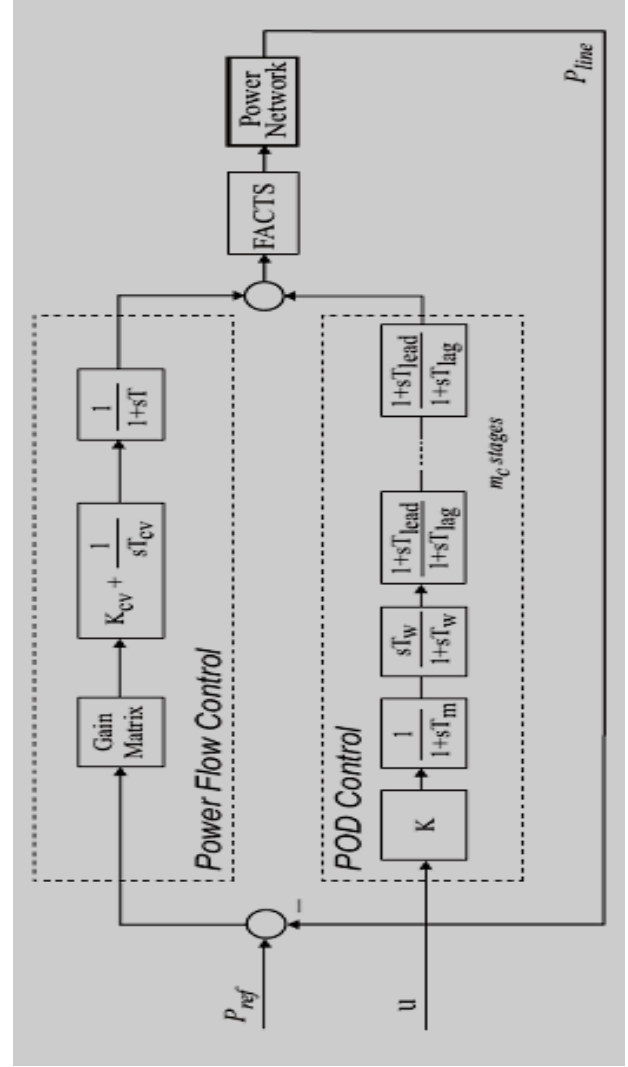 P_ref
u
Power Flow Control
Gain
Matrix
K_cv + 1/sT_cv
1/1+sT
POD Control
K
1/1+sT_m
sT_w/1+sT_w
1+sT_lead/1+sT_lag
1+sT_lead/1+sT_lag
m_c stages
FACTS
Power
Network
P_line
–